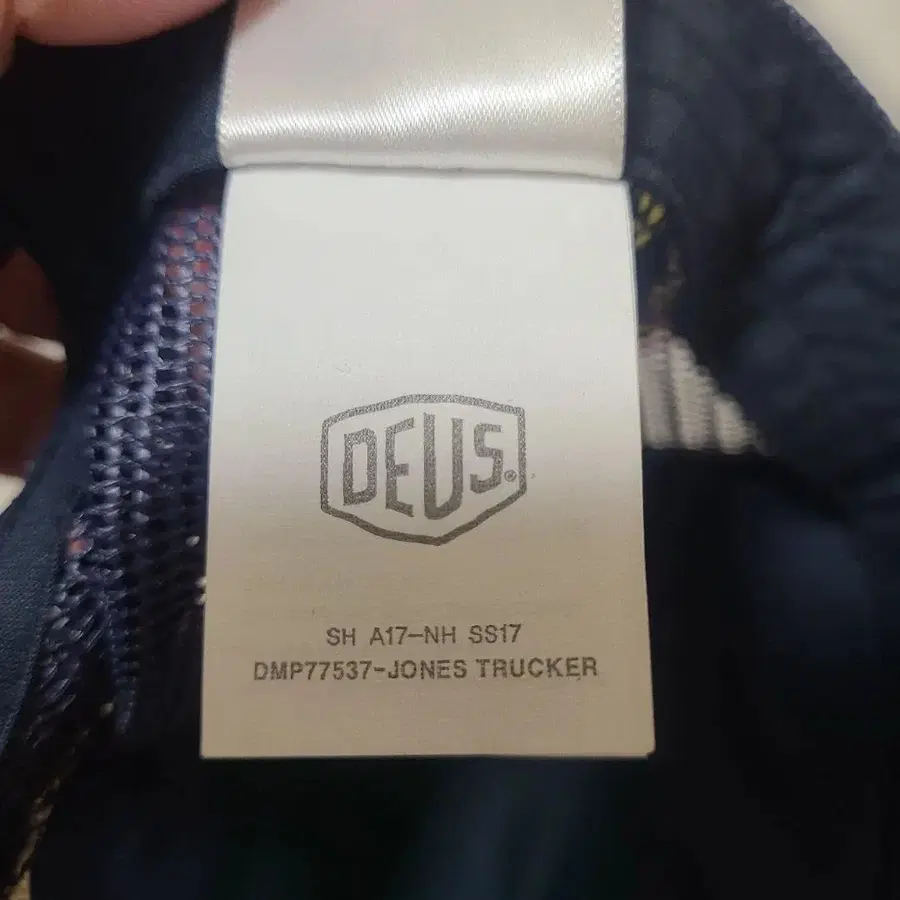 DEUS.®
SH A17-NH SS17
DMP77537-JONES TRUCKER